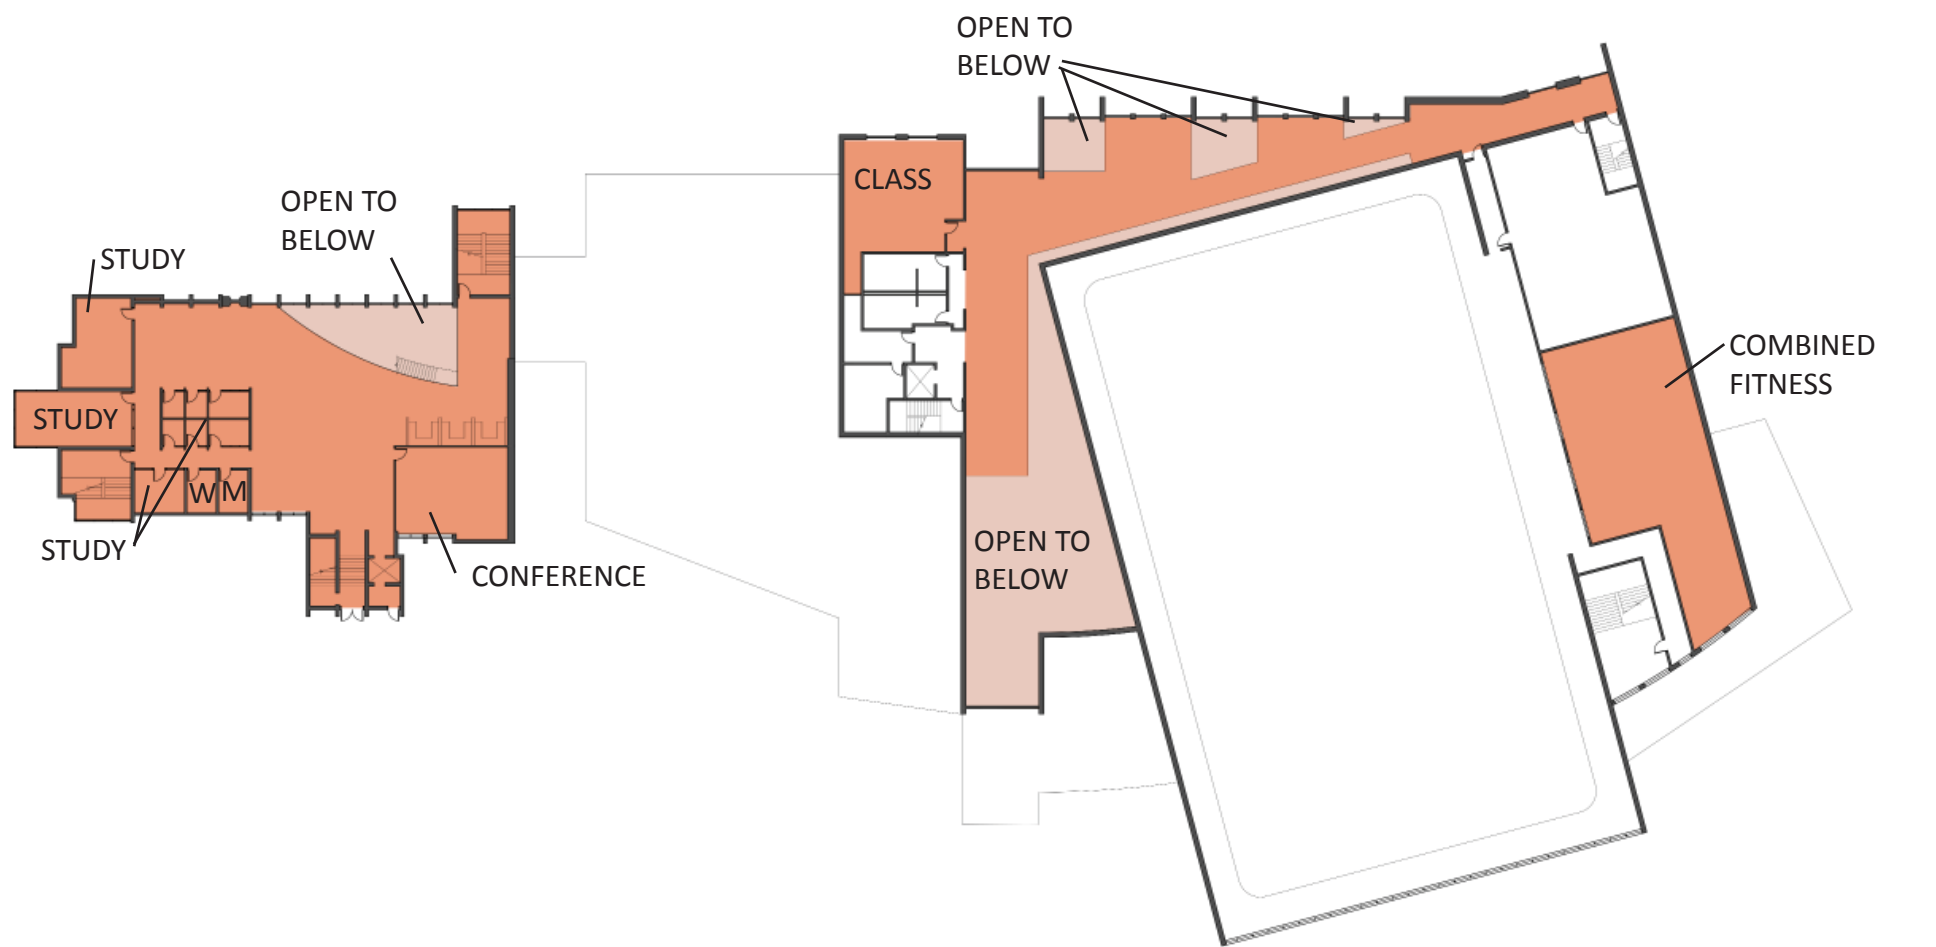 OPEN TO
BELOW
CLASS
OPEN TO
BELOW
STUDY
COMBINED
FITNESS
STUDY
W M
STUDY
CONFERENCE
OPEN TO
BELOW